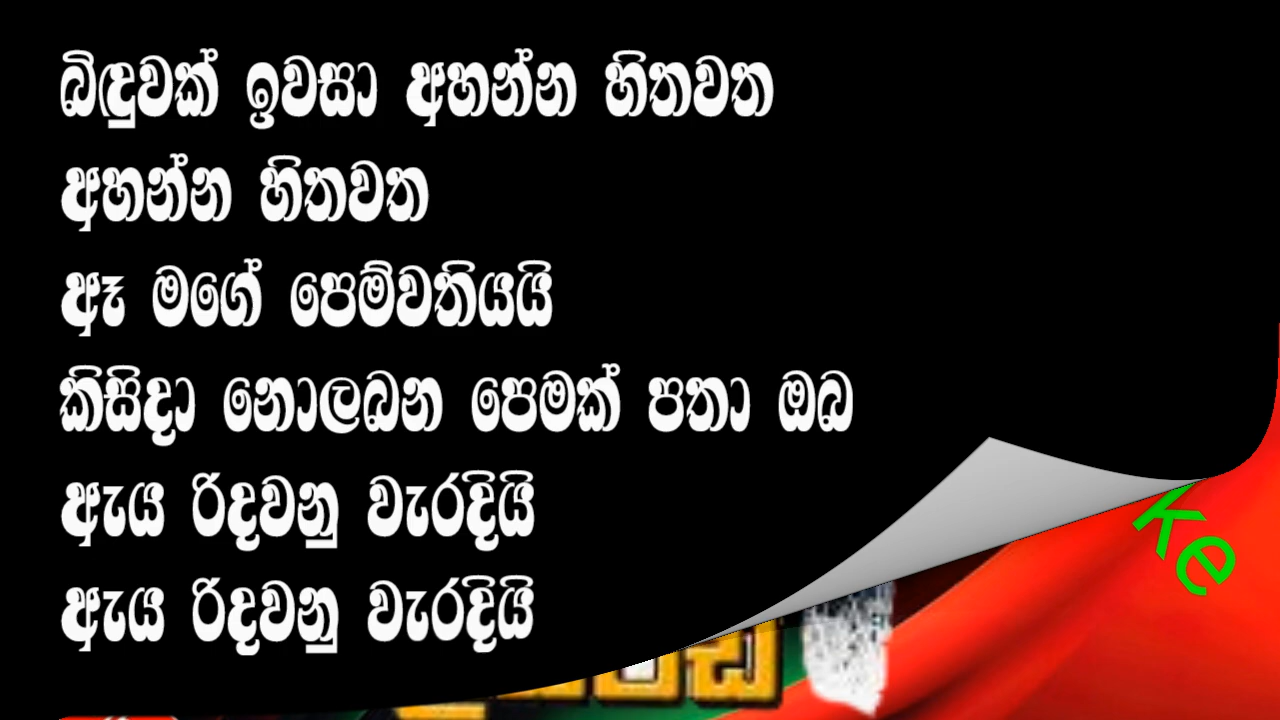 බිඳුවක් ඉවසා අහන්න හිතවත
අහන්න හිතවත
ඈ මගේ පෙම්වතියයි
කිසිදා නොලබන පෙමක් පතා ඔබ
ඇය රිදවනු වැරදියි
ඇය රිදවනු වැරදියි
ke